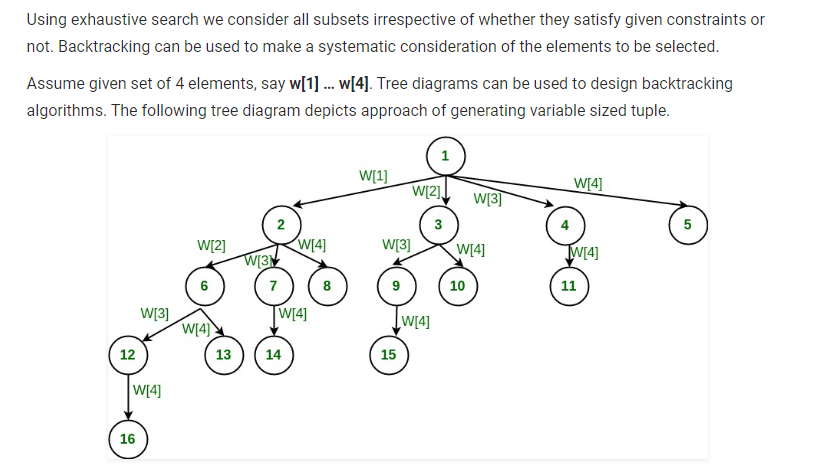 Using exhaustive search we consider all subsets irrespective of whether they satisfy given constraints or
not. Backtracking can be used to make a systematic consideration of the elements to be selected.
Assume given set of 4 elements, say w[1] ... w[4]. Tree diagrams can be used to design backtracking
algorithms. The following tree diagram depicts approach of generating variable sized tuple.
1
W[1]
W[2]
W[3]
W[4]
2
3
4
5
W[2]
W[3]
W[4]
W[3]
W[4]
W[4]
6
7
8
9
10
11
W[3]
W[4]
W[4]
W[4]
12
13
14
15
W[4]
16